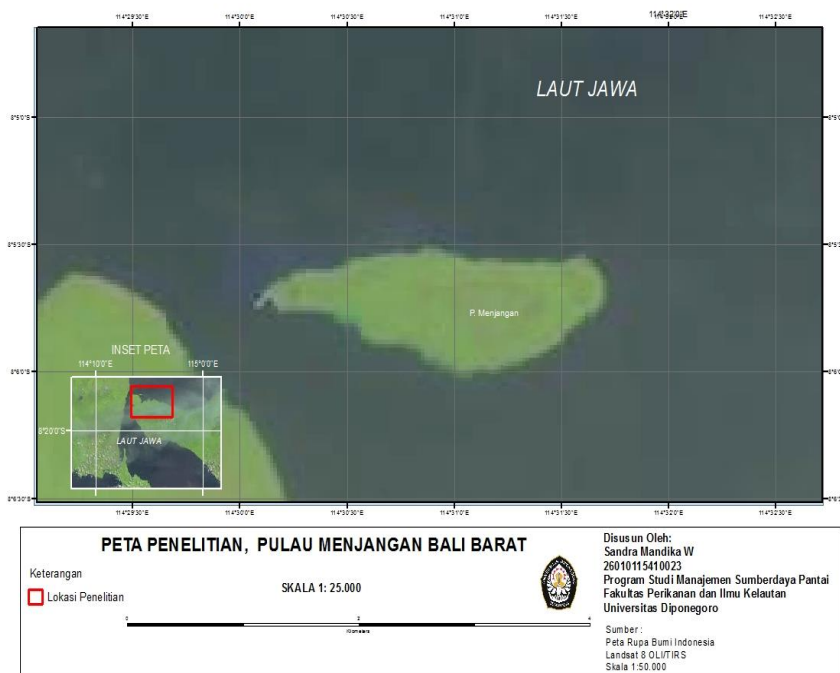 114°29'30"E 114°30'0"E 114°30'30"E 114°31'0"E 114°31'30"E 114°32'0"E 114°32'30"E
LAUT JAWA
8°5'0"S
8°5'30"S
P. Menjangan
INSET PETA
8°6'0"S
114°10'0"E 115°0'0"E
8°20'0"S
LAUT JAWA
8°6'30"S
114°29'30"E 114°30'0"E 114°30'30"E 114°31'0"E 114°31'30"E 114°32'0"E 114°32'30"E
PETA PENELITIAN, PULAU MENJANGAN BALI BARAT
Keterangan
Lokasi Penelitian
SKALA 1: 25.000
Kilometers
Disusun Oleh:
Sandra Mandika W
26010115410023
Program Studi Manajemen Sumberdaya Pantai
Fakultas Perikanan dan Ilmu Kelautan
Universitas Diponegoro
Sumber :
Peta Rupa Bumi Indonesia
Landsat 8 OLI/TIRS
Skala 1:50.000